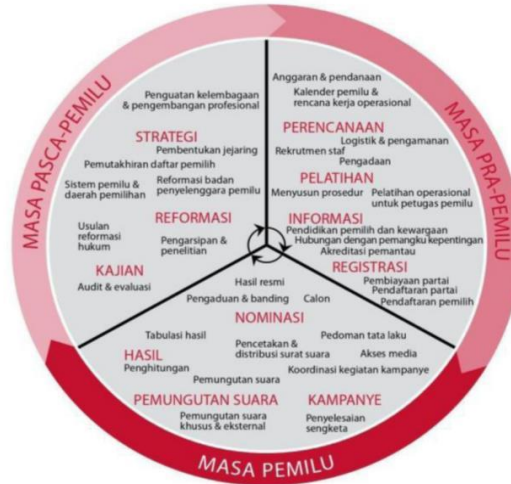 MASA PASCA-PEMILU
Penguatan kelembagaan
& pengembangan profesional
STRATEGI
Pembentukan jejaring
Pemutakhiran daftar pemilih
Sistem pemilu &
daerah pemilihan
Reformasi badan
penyelenggara pemilu
REFORMASI
Usulan
reformasi
hukum
Pengarsipan &
penelitian
KAJIAN
Audit & evaluasi
MASA PRA-PEMILU
Anggaran & pendanaan
Kalender pemilu &
rencana kerja operasional
PERENCANAAN
Logistik & pengamanan
Rekrutmen staf
Pengadaan
PELATIHAN
Menyusun prosedur
Pelatihan operasional
untuk petugas pemilu
INFORMASI
Pendidikan pemilih dan kewargaan
Hubungan dengan pemangku kepentingan
Akreditasi pemantau
REGISTRASI
Pembiayaan partai
Pendaftaran partai
Pendaftaran pemilih
Hasil resmi
Pengaduan & banding
Calon
NOMINASI
Tabulasi hasil
Pedoman tata laku
Pencetakan &
distribusi surat suara
Akses media
HASIL
Penghitungan
Koordinasi kegiatan kampanye
Pemungutan suara
PEMUNGUTAN SUARA
KAMPANYE
Pemungutan suara
khusus & eksternal
Penyelesaian
sengketa
MASA PEMILU